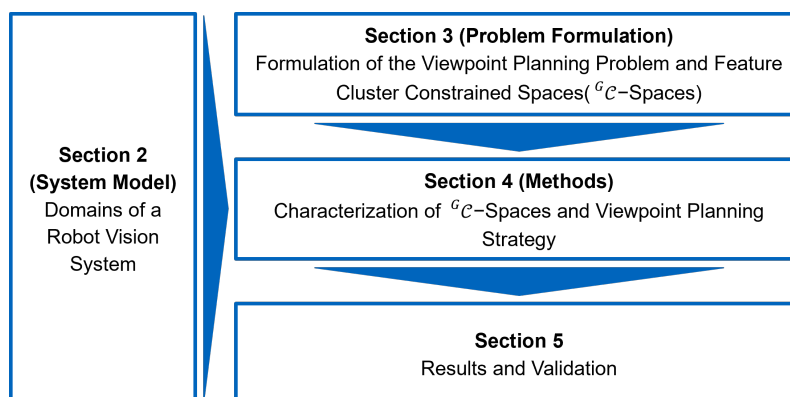 Section 2
(System Model)
Domains of a
Robot Vision
System
Section 3 (Problem Formulation)
Formulation of the Viewpoint Planning Problem and Feature
Cluster Constrained Spaces( ᴳ𝒞−Spaces)
Section 4 (Methods)
Characterization of ᴳ𝒞−Spaces and Viewpoint Planning
Strategy
Section 5
Results and Validation